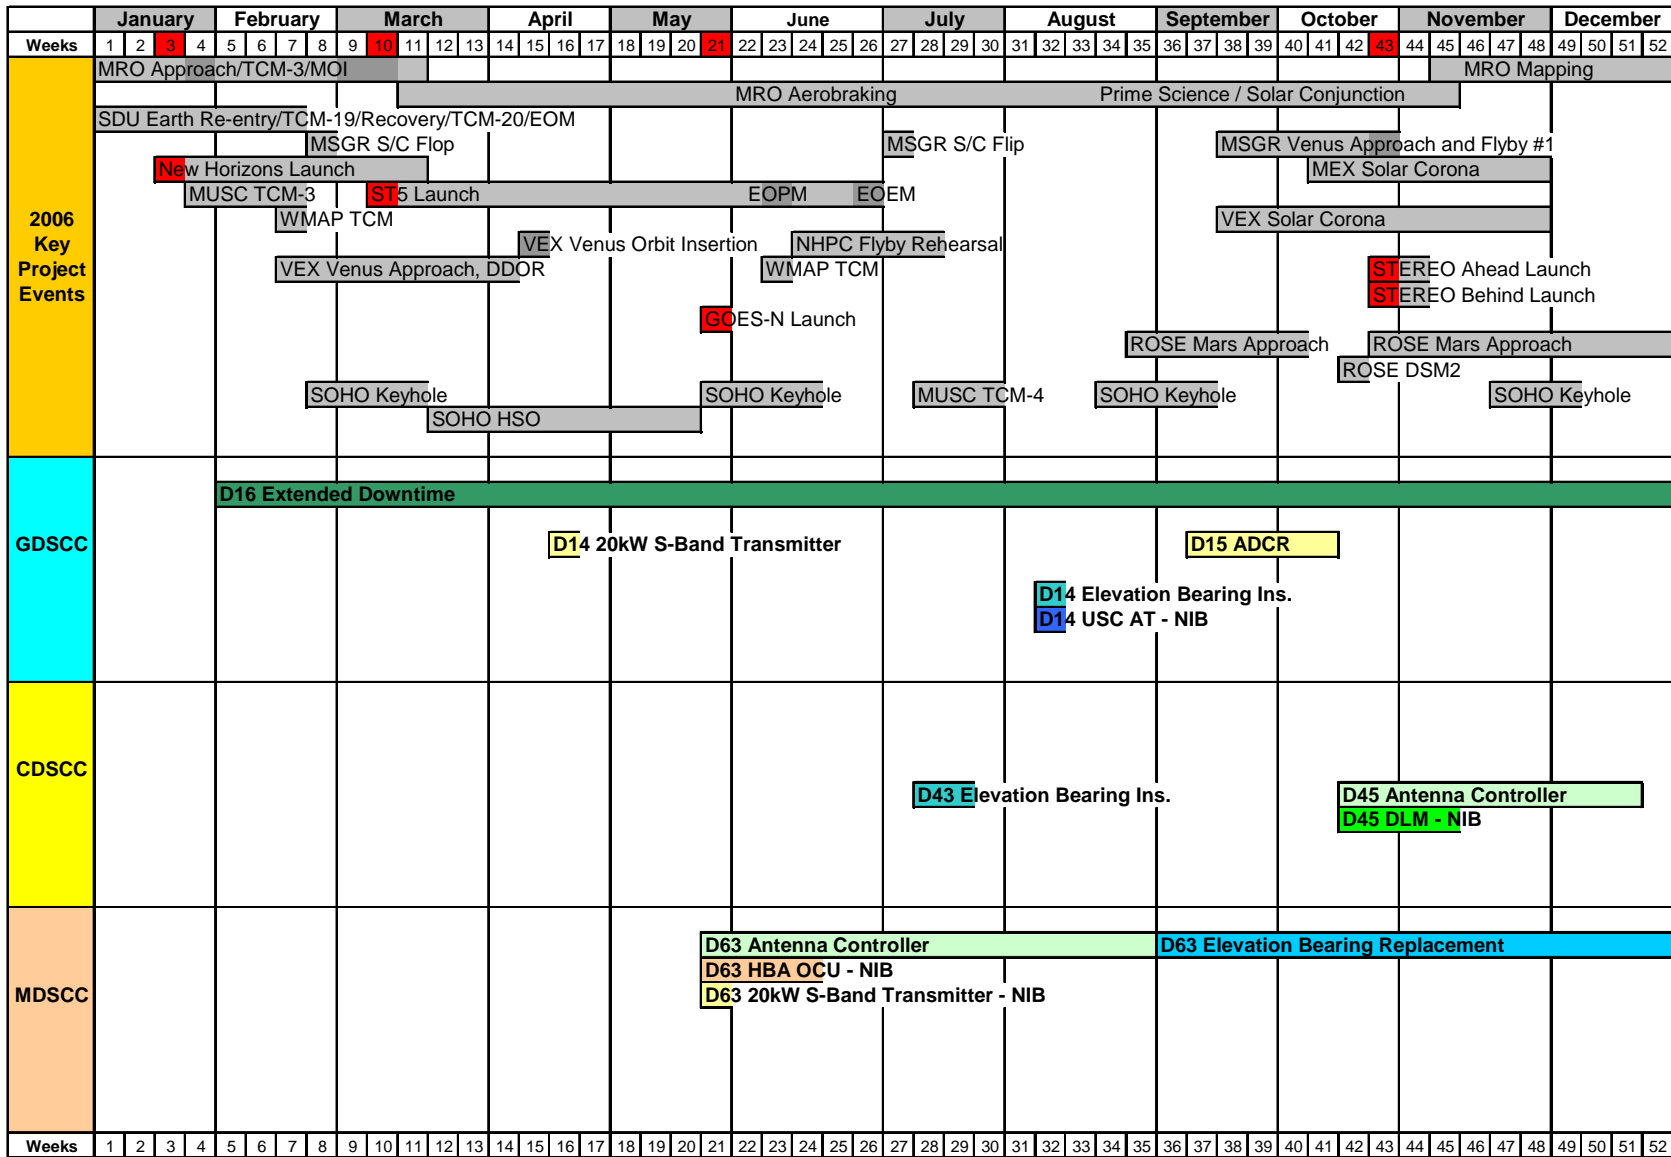 January February March April May June July August September October November December
Weeks 1 2 3 4 5 6 7 8 9 10 11 12 13 14 15 16 17 18 19 20 21 22 23 24 25 26 27 28 29 30 31 32 33 34 35 36 37 38 39 40 41 42 43 44 45 46 47 48 49 50 51 52
2006
Key
Project
Events
MRO Approach/TCM-3/MOI MRO Mapping
MRO Aerobraking Prime Science / Solar Conjunction
SDU Earth Re-entry/TCM-19/Recovery/TCM-20/EOM
MSGR S/C Flop MSGR S/C Flip MSGR Venus Approach and Flyby #1
New Horizons Launch MEX Solar Corona
MUSC TCM-3 ST5 Launch EOPM EOEM
WMAP TCM VEX Solar Corona
VEX Venus Orbit Insertion NHPC Flyby Rehearsal
VEX Venus Approach, DDOR WMAP TCM STEREO Ahead Launch
STEREO Behind Launch
GOES-N Launch
ROSE Mars Approach ROSE Mars Approach
ROSE DSM2
SOHO Keyhole SOHO Keyhole MUSC TCM-4 SOHO Keyhole SOHO Keyhole
SOHO HSO
GDSCC
D16 Extended Downtime
D14 20kW S-Band Transmitter D15 ADCR
D14 Elevation Bearing Ins.
D14 USC AT - NIB
CDSCC
D43 Elevation Bearing Ins. D45 Antenna Controller
D45 DLM - NIB
MDSCC
D63 Antenna Controller D63 Elevation Bearing Replacement
D63 HBA OCU - NIB
D63 20kW S-Band Transmitter - NIB
Weeks 1 2 3 4 5 6 7 8 9 10 11 12 13 14 15 16 17 18 19 20 21 22 23 24 25 26 27 28 29 30 31 32 33 34 35 36 37 38 39 40 41 42 43 44 45 46 47 48 49 50 51 52